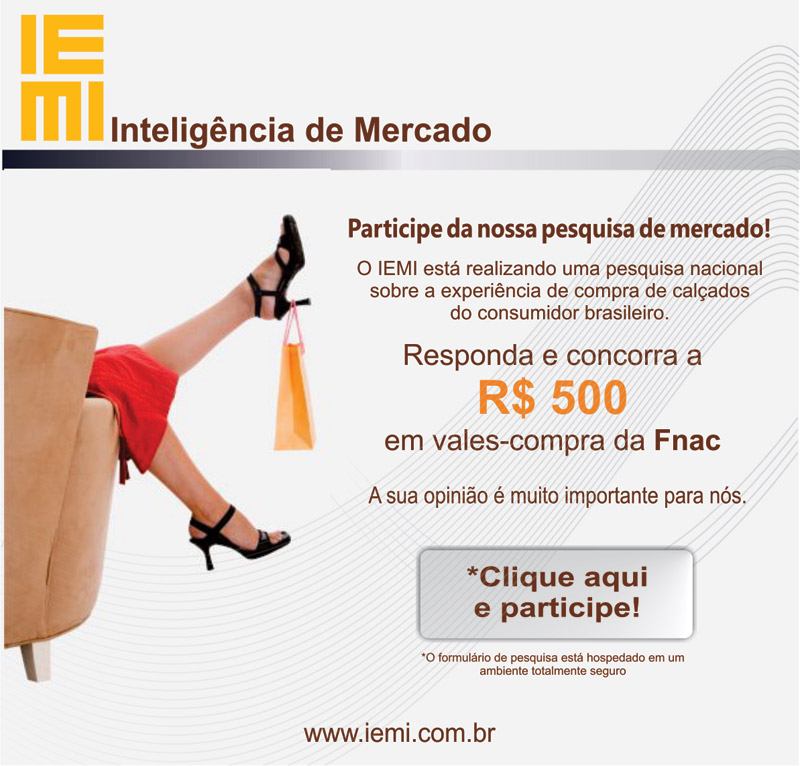 IE
MI
Inteligência de Mercado
Participe da nossa pesquisa de mercado!
O IEMI está realizando uma pesquisa nacional
sobre a experiência de compra de calçados
do consumidor brasileiro.
Responda e concorra a
R$ 500
em vales-compra da Fnac
A sua opinião é muito importante para nós.
*Clique aqui
e participe!
*O formulário de pesquisa está hospedado em um
ambiente totalmente seguro
www.iemi.com.br